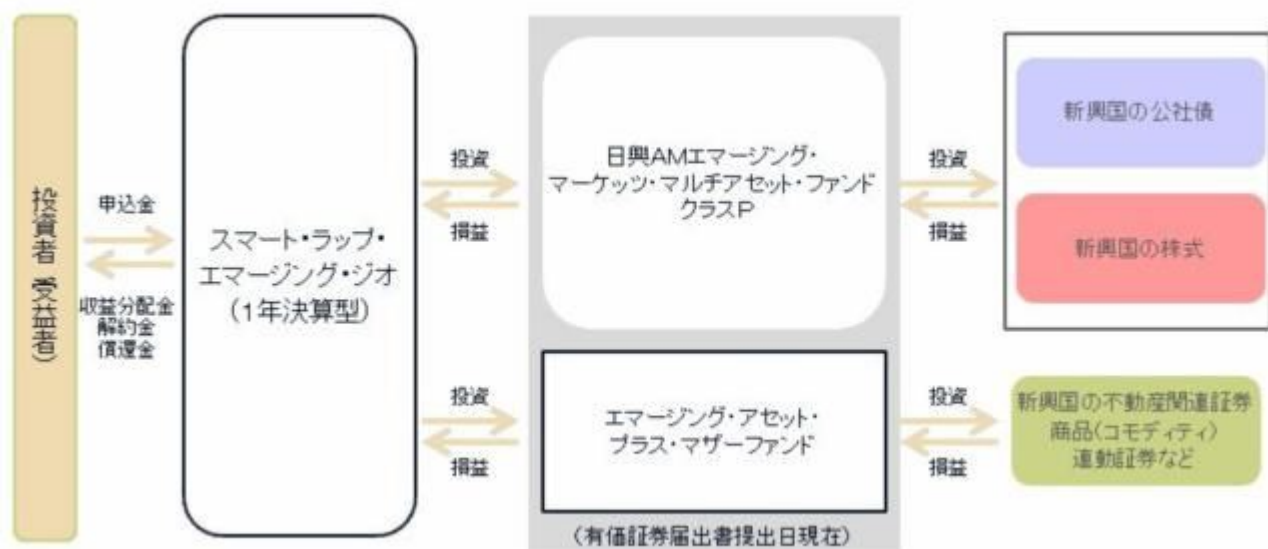 投資者（受益者）
申込金
収益分配金
解約金
償還金
スマート・ラップ・
エマージング・ジオ
（1年決算型）
投資
損益
日興AMエマージング・
マーケッツ・マルチアセット・ファンド
クラスP
投資
損益
新興国の公社債
新興国の株式
投資
損益
エマージング・アセット・
プラス・マザーファンド
投資
損益
新興国の不動産関連証券
商品(コモディティ)
連動証券など
（有価証券届出書提出日現在）